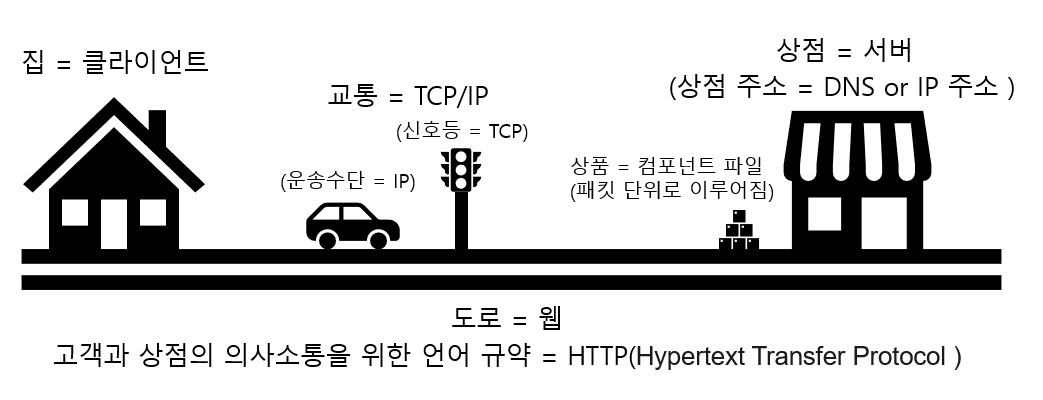 집 = 클라이언트
상점 = 서버
(상점 주소 = DNS or IP 주소 )
교통 = TCP/IP
(신호등 = TCP)
(운송수단 = IP)
상품 = 컴포넌트 파일
(패킷 단위로 이루어짐)
도로 = 웹
고객과 상점의 의사소통을 위한 언어 규약 = HTTP(Hypertext Transfer Protocol )